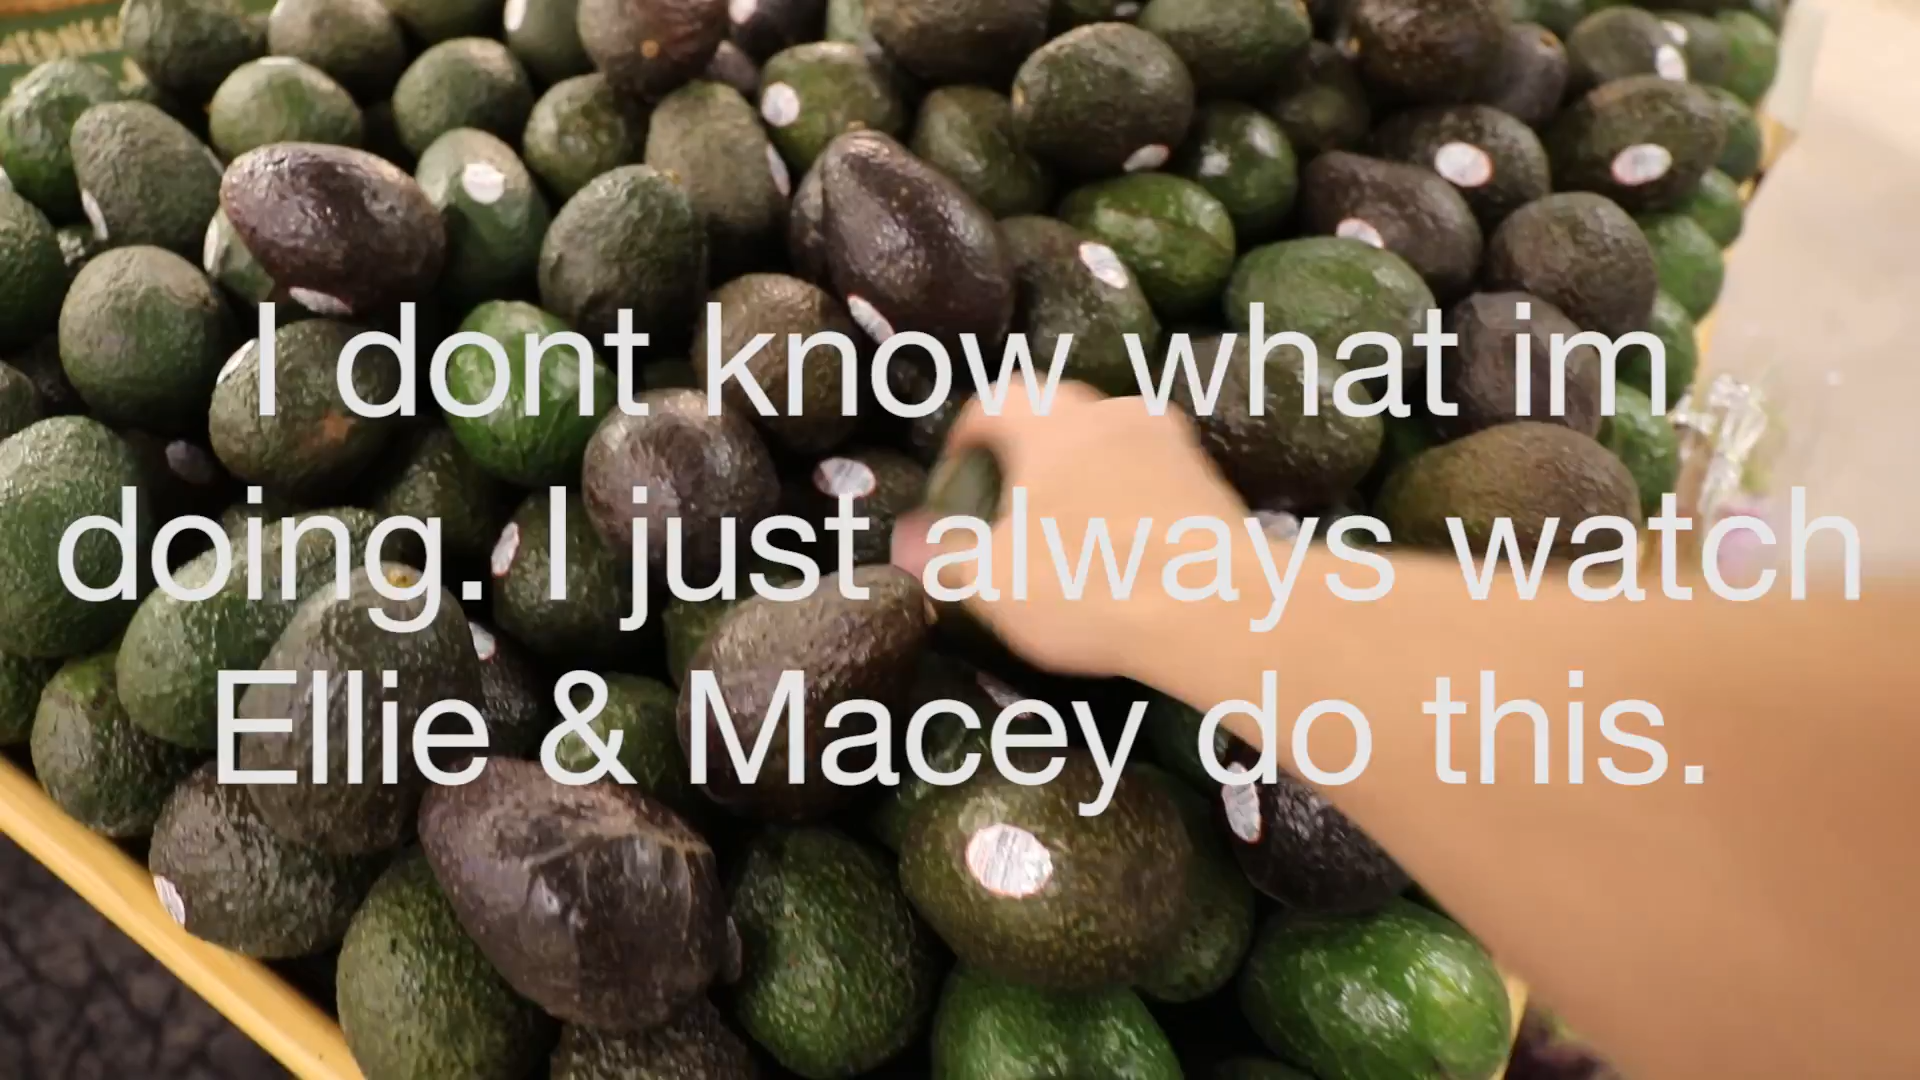 I dont know what im
doing. I just always watch
Ellie & Macey do this.